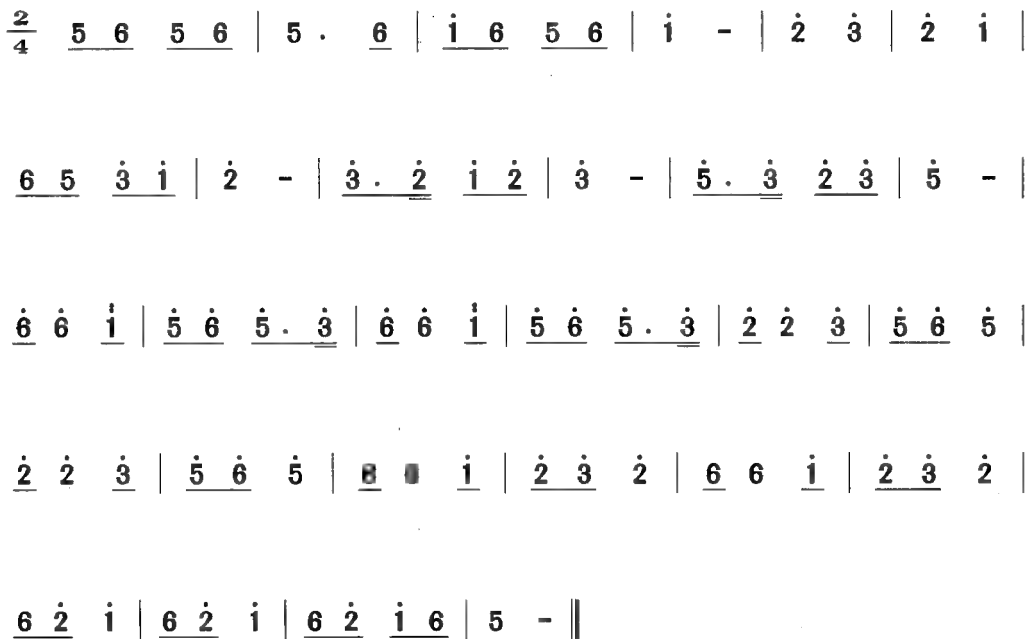 2/4 5 6 5 6 | 5 . 6 | i̇ 6 5 6 | i̇ - | 2̇ 3̇ | 2̇ i̇ |
6 5 3̇ i̇ | 2̇ - | 3̇ . 2̇ i̇ 2̇ | 3̇ - | 5̇ . 3̇ 2̇ 3̇ | 5̇ - |
6̇ 6̇ 1̈ | 5̇ 6̇ 5̇ . 3̇ | 6̇ 6̇ 1̈ | 5̇ 6̇ 5̇ . 3̇ | 2̇ 2̇ 3̇ | 5̇ 6̇ 5̇ |
2̇ 2̇ 3̇ | 5̇ 6̇ 5̇ | i̇ | 2̇ 3̇ 2̇ | 6 6 i̇ | 2̇ 3̇ 2̇ |
6 2̇ i̇ | 6 2̇ i̇ | 6 2̇ i̇ 6 | 5 - ‖